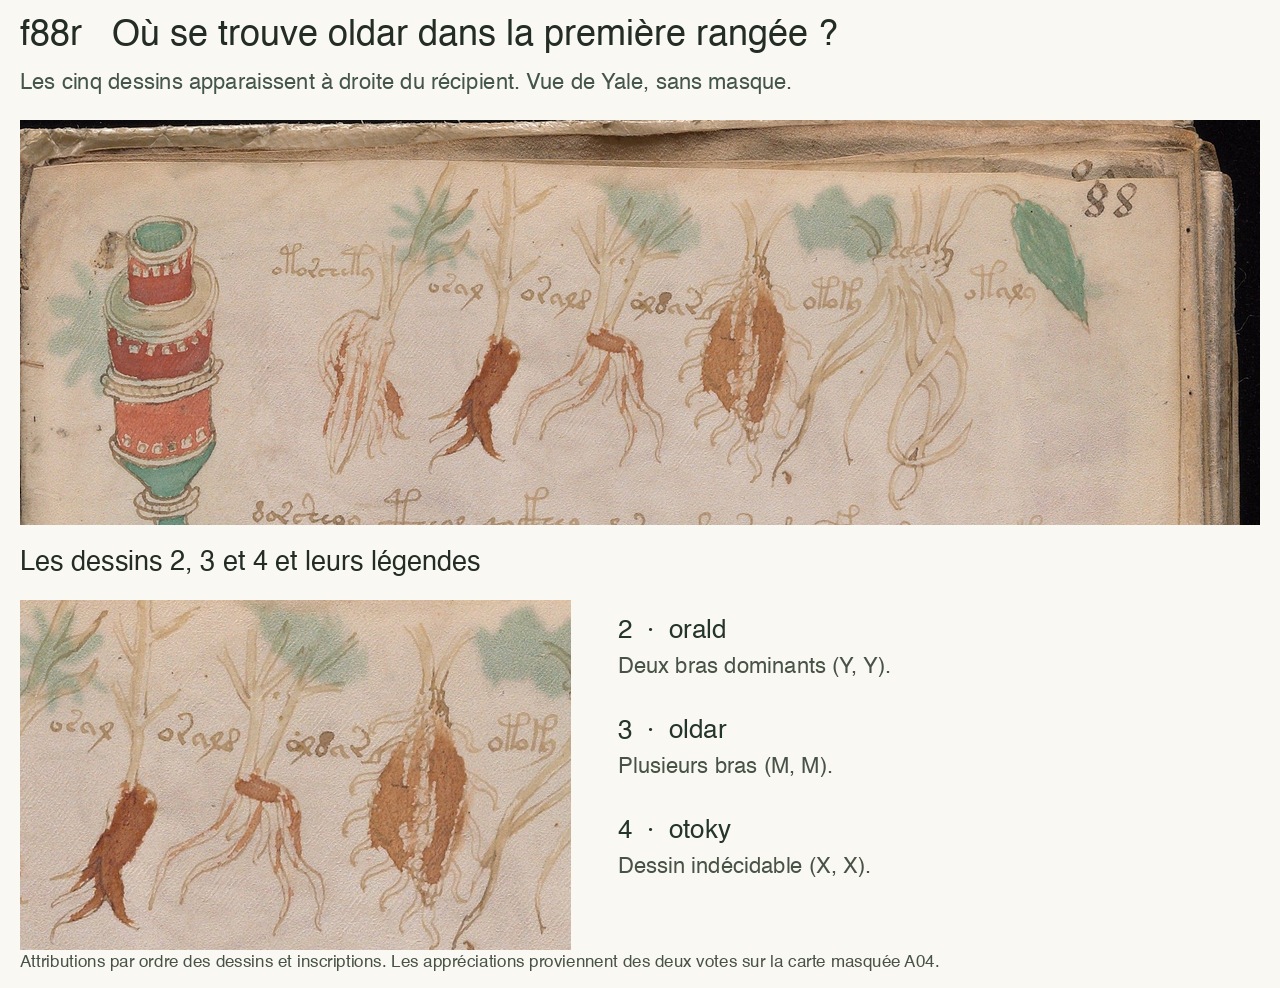 f88r Où se trouve oldar dans la première rangée ?
Les cinq dessins apparaissent à droite du récipient. Vue de Yale, sans masque.
88
Les dessins 2, 3 et 4 et leurs légendes
2 · orald
Deux bras dominants (Y, Y).
3 · oldar
Plusieurs bras (M, M).
4 · otoky
Dessin indécidable (X, X).
Attributions par ordre des dessins et inscriptions. Les appréciations proviennent des deux votes sur la carte masquée A04.